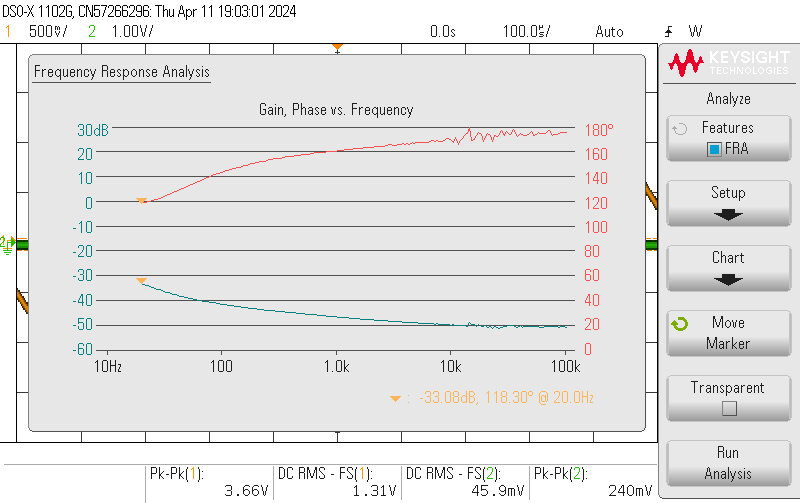 DSO-X 1102G, CN57266296: Thu Apr 11 19:03:01 2024
1 500▿/ 2 1.00V/ 0.0s 100.0s/ Auto W
KEYSIGHT
TECHNOLOGIES
Frequency Response Analysis
Analyze
Gain, Phase vs. Frequency
Features
FRA
30dB 180°
20 160
10 140
0 120
-10 100
-20 80
-30 60
-40 40
-50 20
-60 0
10Hz 100 1.0k 10k 100k
: -33.08dB, 118.30° @ 20.0Hz
Setup
Chart
Move
Marker
Transparent
Run
Analysis
Pk-Pk(1): DC RMS - FS(1): DC RMS - FS(2): Pk-Pk(2):
3.66V 1.31V 45.9mV 240mV